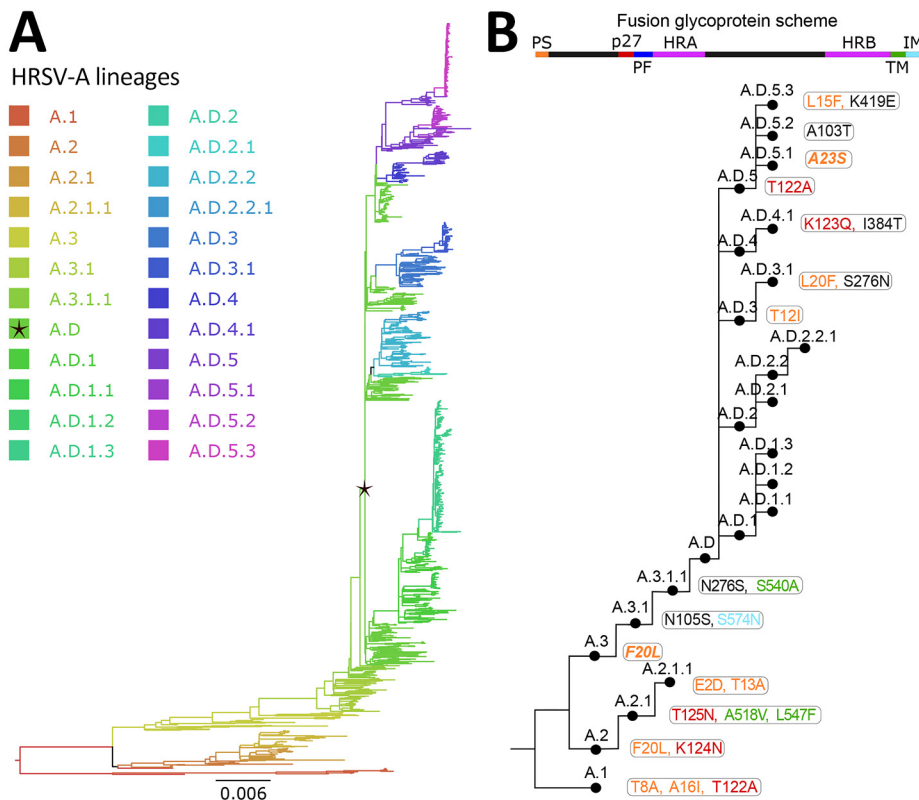 A
HRSV-A lineages
A.1
A.2
A.2.1
A.2.1.1
A.3
A.3.1
A.3.1.1
A.D
A.D.1
A.D.1.1
A.D.1.2
A.D.1.3
A.D.2
A.D.2.1
A.D.2.2
A.D.2.2.1
A.D.3
A.D.3.1
A.D.4
A.D.4.1
A.D.5
A.D.5.1
A.D.5.2
A.D.5.3
0.006
B
Fusion glycoprotein scheme
PS p27 HRA HRB IM
PF TM
A.D.5.3
L15F, K419E
A.D.5.2
A103T
A.D.5.1
A23S
A.D.5
T122A
A.D.4.1
K123Q, I384T
A.D.4
A.D.3.1
L20F, S276N
A.D.3
T12I
A.D.2.2.1
A.D.2.2
A.D.2.1
A.D.2
A.D.1.3
A.D.1.2
A.D.1.1
A.D.1
A.D
A.3.1.1
N276S, S540A
A.3.1
N105S, S574N
A.3
F20L
A.2.1.1
E2D, T13A
A.2.1
T125N, A518V, L547F
A.2
F20L, K124N
A.1
T8A, A16I, T122A